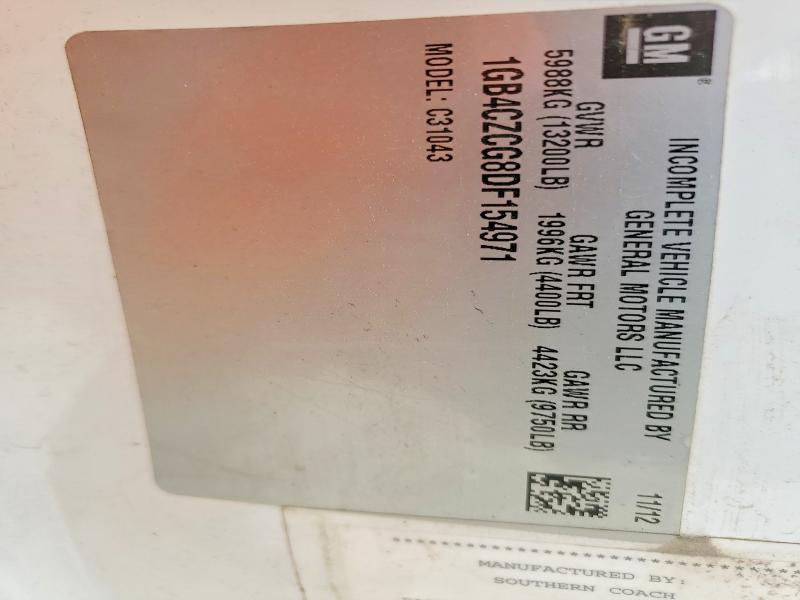 GM
INCOMPLETE VEHICLE MANUFACTURED BY
GENERAL MOTORS LLC
11/12
GVWR GAWR FRT GAWR RR
5988KG (13200LB) 1996KG (4400LB) 4423KG (9750LB)
1GB4CZCG8DF154971
MODEL: C31043
MANUFACTURED BY:
SOUTHERN COACH